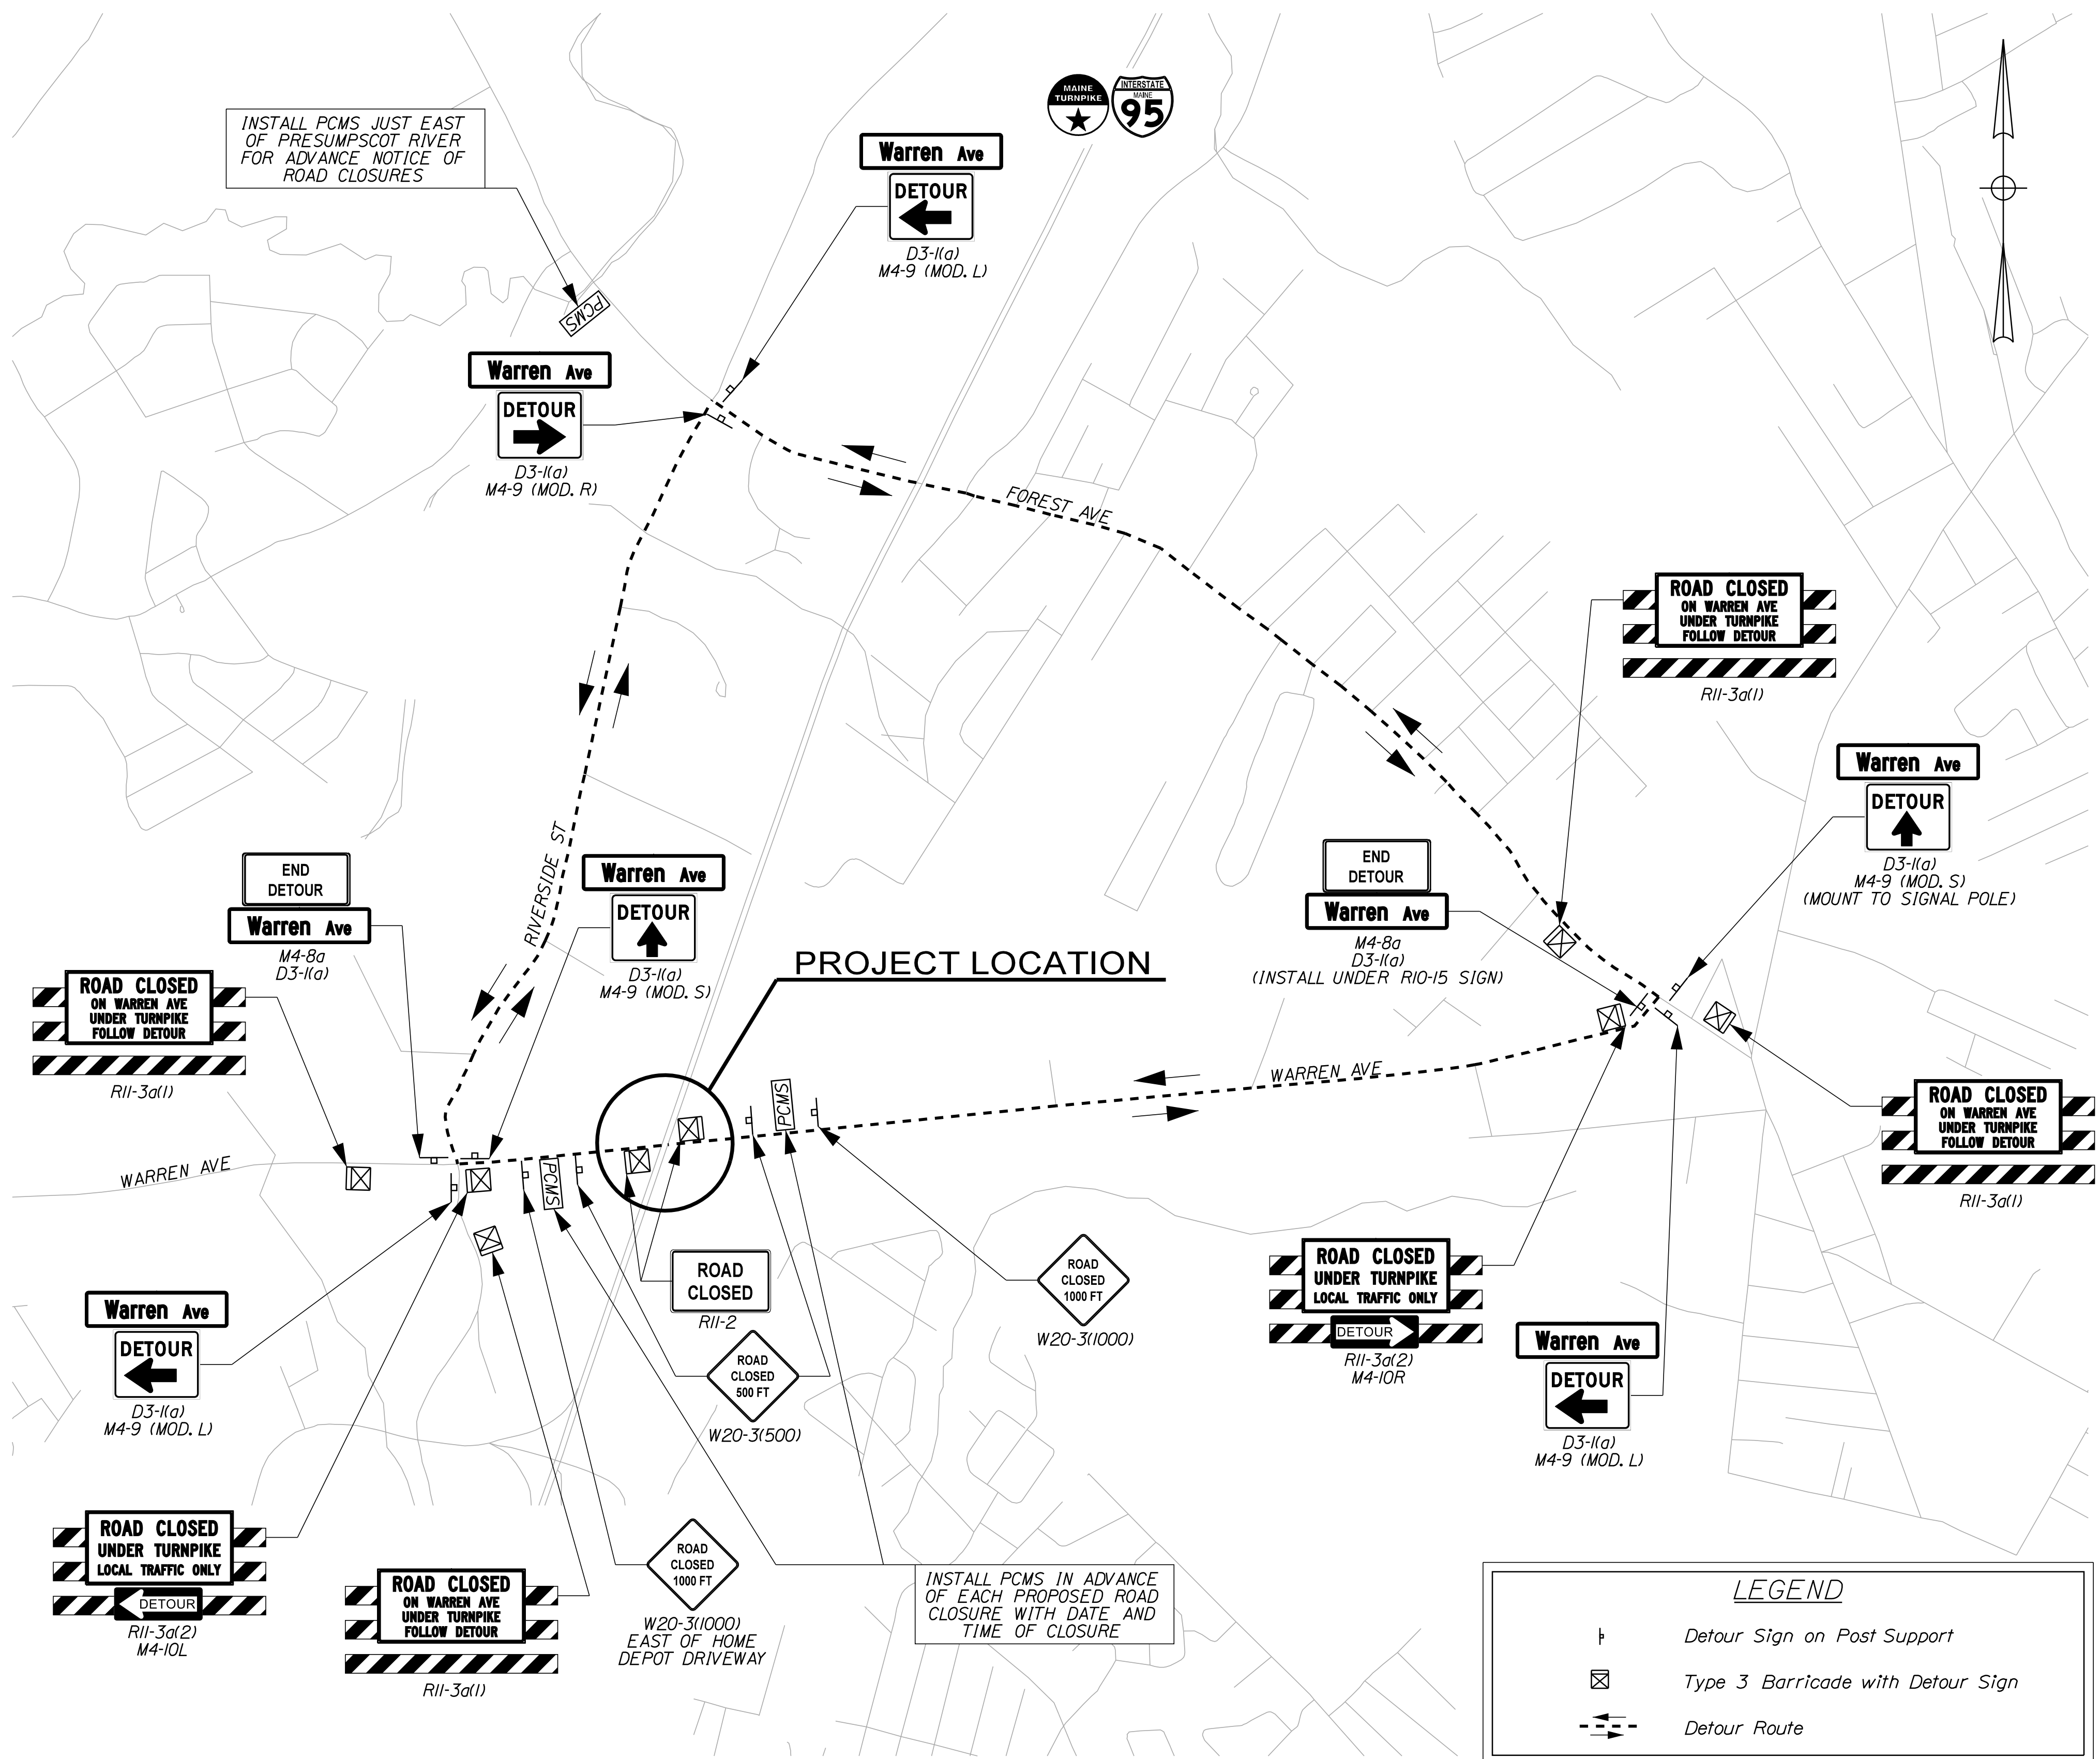 INSTALL PCMS JUST EAST
OF PRESUMPSCOT RIVER
FOR ADVANCE NOTICE OF
ROAD CLOSURES
MAINE
TURNPIKE
INTERSTATE
MAINE
95
Warren Ave
DETOUR
D3-1(a)
M4-9 (MOD. L)
PCMS
Warren Ave
DETOUR
D3-1(a)
M4-9 (MOD. R)
FOREST AVE
ROAD CLOSED
ON WARREN AVE
UNDER TURNPIKE
FOLLOW DETOUR
R11-3a(1)
Warren Ave
DETOUR
D3-1(a)
M4-9 (MOD. S)
(MOUNT TO SIGNAL POLE)
RIVERSIDE ST
END
DETOUR
Warren Ave
M4-8a
D3-1(a)
Warren Ave
DETOUR
D3-1(a)
M4-9 (MOD. S)
END
DETOUR
Warren Ave
M4-8a
D3-1(a)
(INSTALL UNDER R10-15 SIGN)
PROJECT LOCATION
ROAD CLOSED
ON WARREN AVE
UNDER TURNPIKE
FOLLOW DETOUR
R11-3a(1)
WARREN AVE
PCMS
ROAD CLOSED
ON WARREN AVE
UNDER TURNPIKE
FOLLOW DETOUR
R11-3a(1)
WARREN AVE
PCMS
ROAD
CLOSED
R11-2
ROAD
CLOSED
1000 FT
W20-3(1000)
ROAD CLOSED
UNDER TURNPIKE
LOCAL TRAFFIC ONLY
DETOUR
R11-3a(2)
M4-10R
Warren Ave
DETOUR
D3-1(a)
M4-9 (MOD. L)
ROAD
CLOSED
500 FT
W20-3(500)
Warren Ave
DETOUR
D3-1(a)
M4-9 (MOD. L)
ROAD CLOSED
UNDER TURNPIKE
LOCAL TRAFFIC ONLY
DETOUR
R11-3a(2)
M4-10L
ROAD CLOSED
ON WARREN AVE
UNDER TURNPIKE
FOLLOW DETOUR
R11-3a(1)
ROAD
CLOSED
1000 FT
W20-3(1000)
EAST OF HOME
DEPOT DRIVEWAY
INSTALL PCMS IN ADVANCE
OF EACH PROPOSED ROAD
CLOSURE WITH DATE AND
TIME OF CLOSURE
LEGEND
Detour Sign on Post Support
Type 3 Barricade with Detour Sign
Detour Route